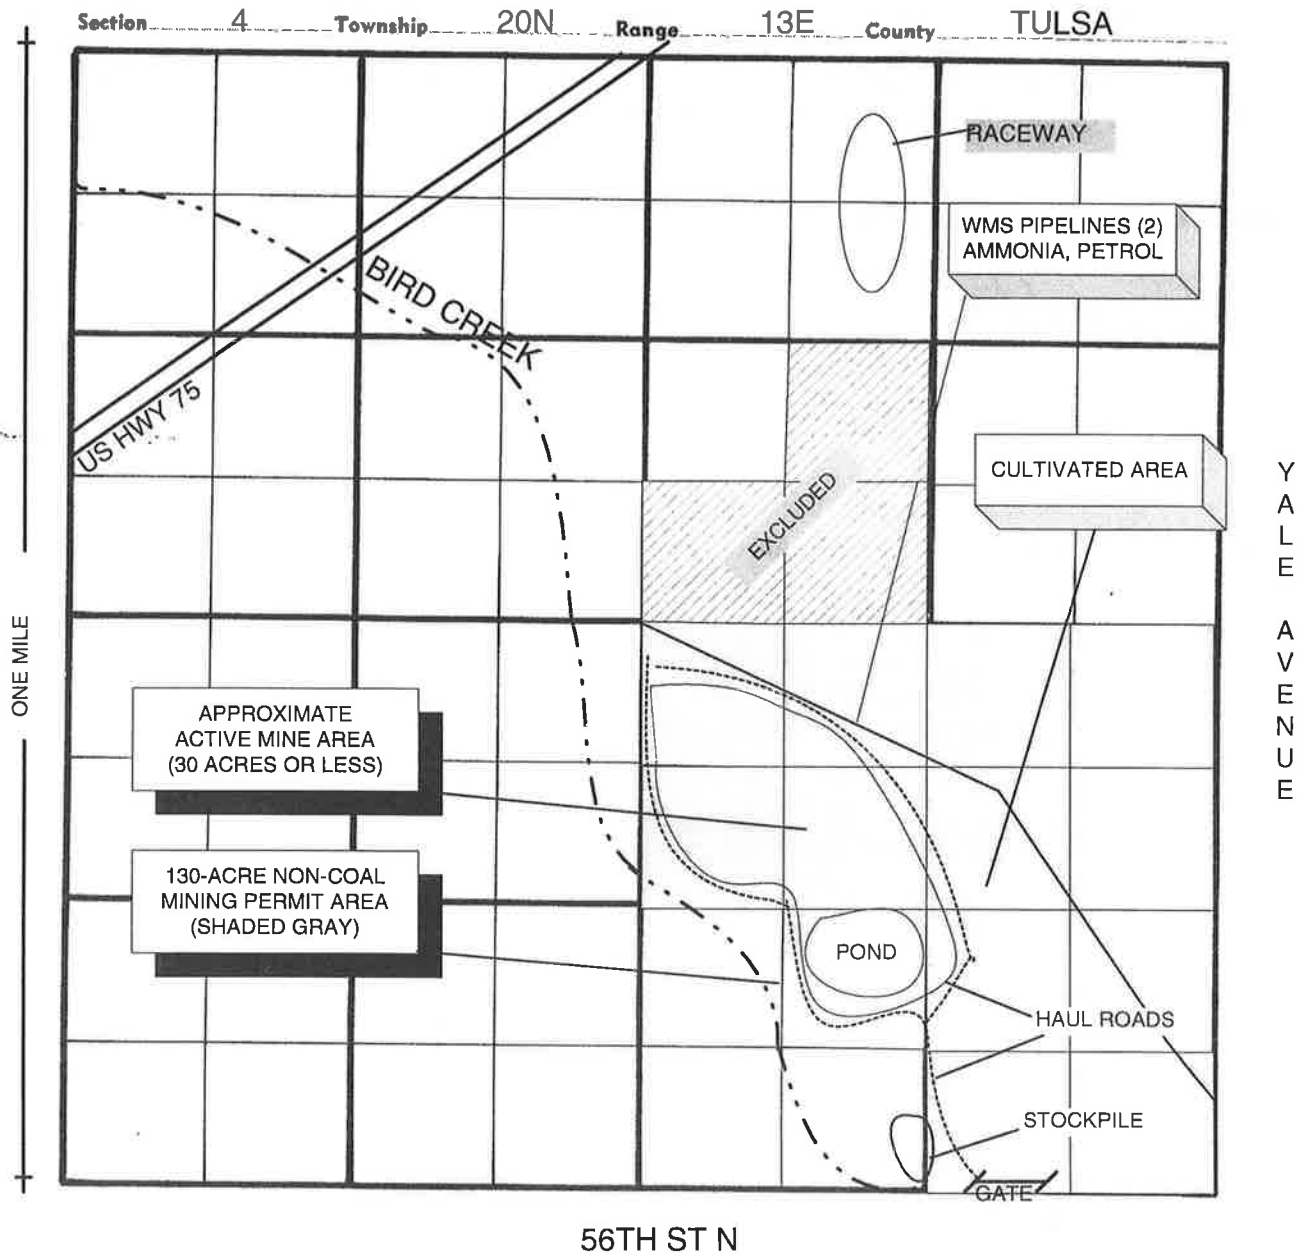 Section 4 Township 20N Range 13E County TULSA
RACEWAY
WMS PIPELINES (2)
AMMONIA, PETROL
BIRD CREEK
US HWY 75
CULTIVATED AREA
EXCLUDED
YALE AVENUE
ONE MILE
APPROXIMATE
ACTIVE MINE AREA
(30 ACRES OR LESS)
130-ACRE NON-COAL
MINING PERMIT AREA
(SHADED GRAY)
POND
HAUL ROADS
STOCKPILE
GATE
56TH ST N